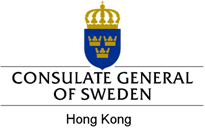 CONSULATE GENERAL
OF SWEDEN
Hong Kong